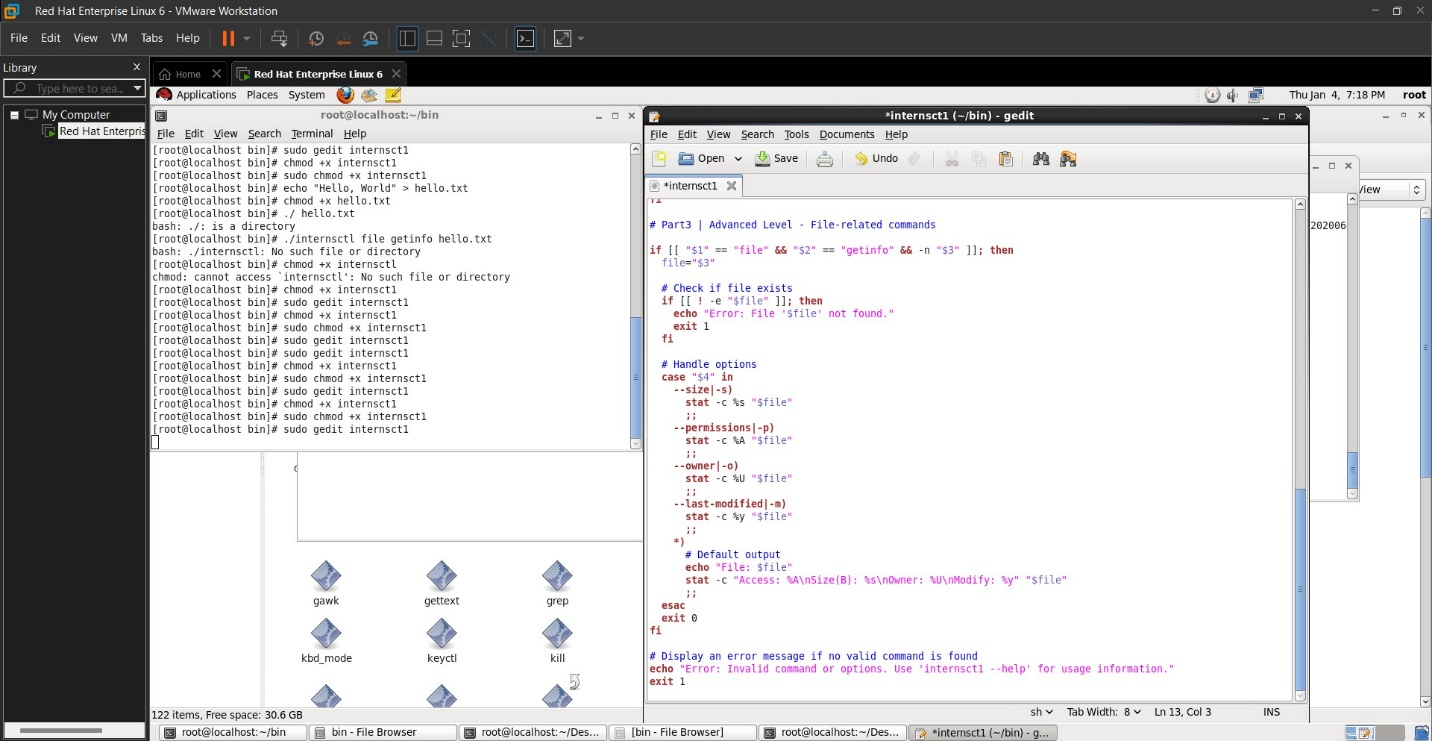 Red Hat Enterprise Linux 6 - VMware Workstation
File Edit View VM Tabs Help
Library
Type here to sea...
My Computer
Red Hat Enterpris
Home
Red Hat Enterprise Linux 6
Applications Places System
Thu Jan 4, 7:18 PM root
root@localhost:~/bin
File Edit View Search Terminal Help
[root@localhost bin]# sudo gedit internsct1
[root@localhost bin]# chmod +x internsct1
[root@localhost bin]# sudo chmod +x internsct1
[root@localhost bin]# echo "Hello, World" > hello.txt
[root@localhost bin]# chmod +x hello.txt
[root@localhost bin]# ./ hello.txt
bash: ./: is a directory
[root@localhost bin]# ./internsctl file getinfo hello.txt
bash: ./internsctl: No such file or directory
[root@localhost bin]# chmod +x internsctl
chmod: cannot access `internsctl': No such file or directory
[root@localhost bin]# chmod +x internsct1
[root@localhost bin]# sudo gedit internsct1
[root@localhost bin]# chmod +x internsct1
[root@localhost bin]# sudo chmod +x internsct1
[root@localhost bin]# sudo gedit internsct1
[root@localhost bin]# sudo gedit internsct1
[root@localhost bin]# chmod +x internsct1
[root@localhost bin]# sudo chmod +x internsct1
[root@localhost bin]# sudo gedit internsct1
[root@localhost bin]# chmod +x internsct1
[root@localhost bin]# sudo chmod +x internsct1
[root@localhost bin]# sudo gedit internsct1
*internsct1 (~/bin) - gedit
File Edit View Search Tools Documents Help
Open Save Undo
*internsct1
fi
# Part3 | Advanced Level - File-related commands
if [[ "$1" == "file" && "$2" == "getinfo" && -n "$3" ]]; then
file="$3"
# Check if file exists
if [[ ! -e "$file" ]]; then
echo "Error: File '$file' not found."
exit 1
fi
# Handle options
case "$4" in
--size|-s)
stat -c %s "$file"
;;
--permissions|-p)
stat -c %A "$file"
;;
--owner|-o)
stat -c %U "$file"
;;
--last-modified|-m)
stat -c %y "$file"
;;
*)
# Default output
echo "File: $file"
stat -c "Access: %A\nSize(B): %s\nOwner: %U\nModify: %y" "$file"
;;
esac
exit 0
fi
# Display an error message if no valid command is found
echo "Error: Invalid command or options. Use 'internsct1 --help' for usage information."
exit 1
sh Tab Width: 8 Ln 13, Col 3 INS
View
202006
gawk gettext grep
kbd_mode keyctl kill
122 items, Free space: 30.6 GB
root@localhost:~/bin
bin - File Browser
root@localhost:~/Des...
[bin - File Browser]
root@localhost:~/Des...
*internsct1 (~/bin) - g...